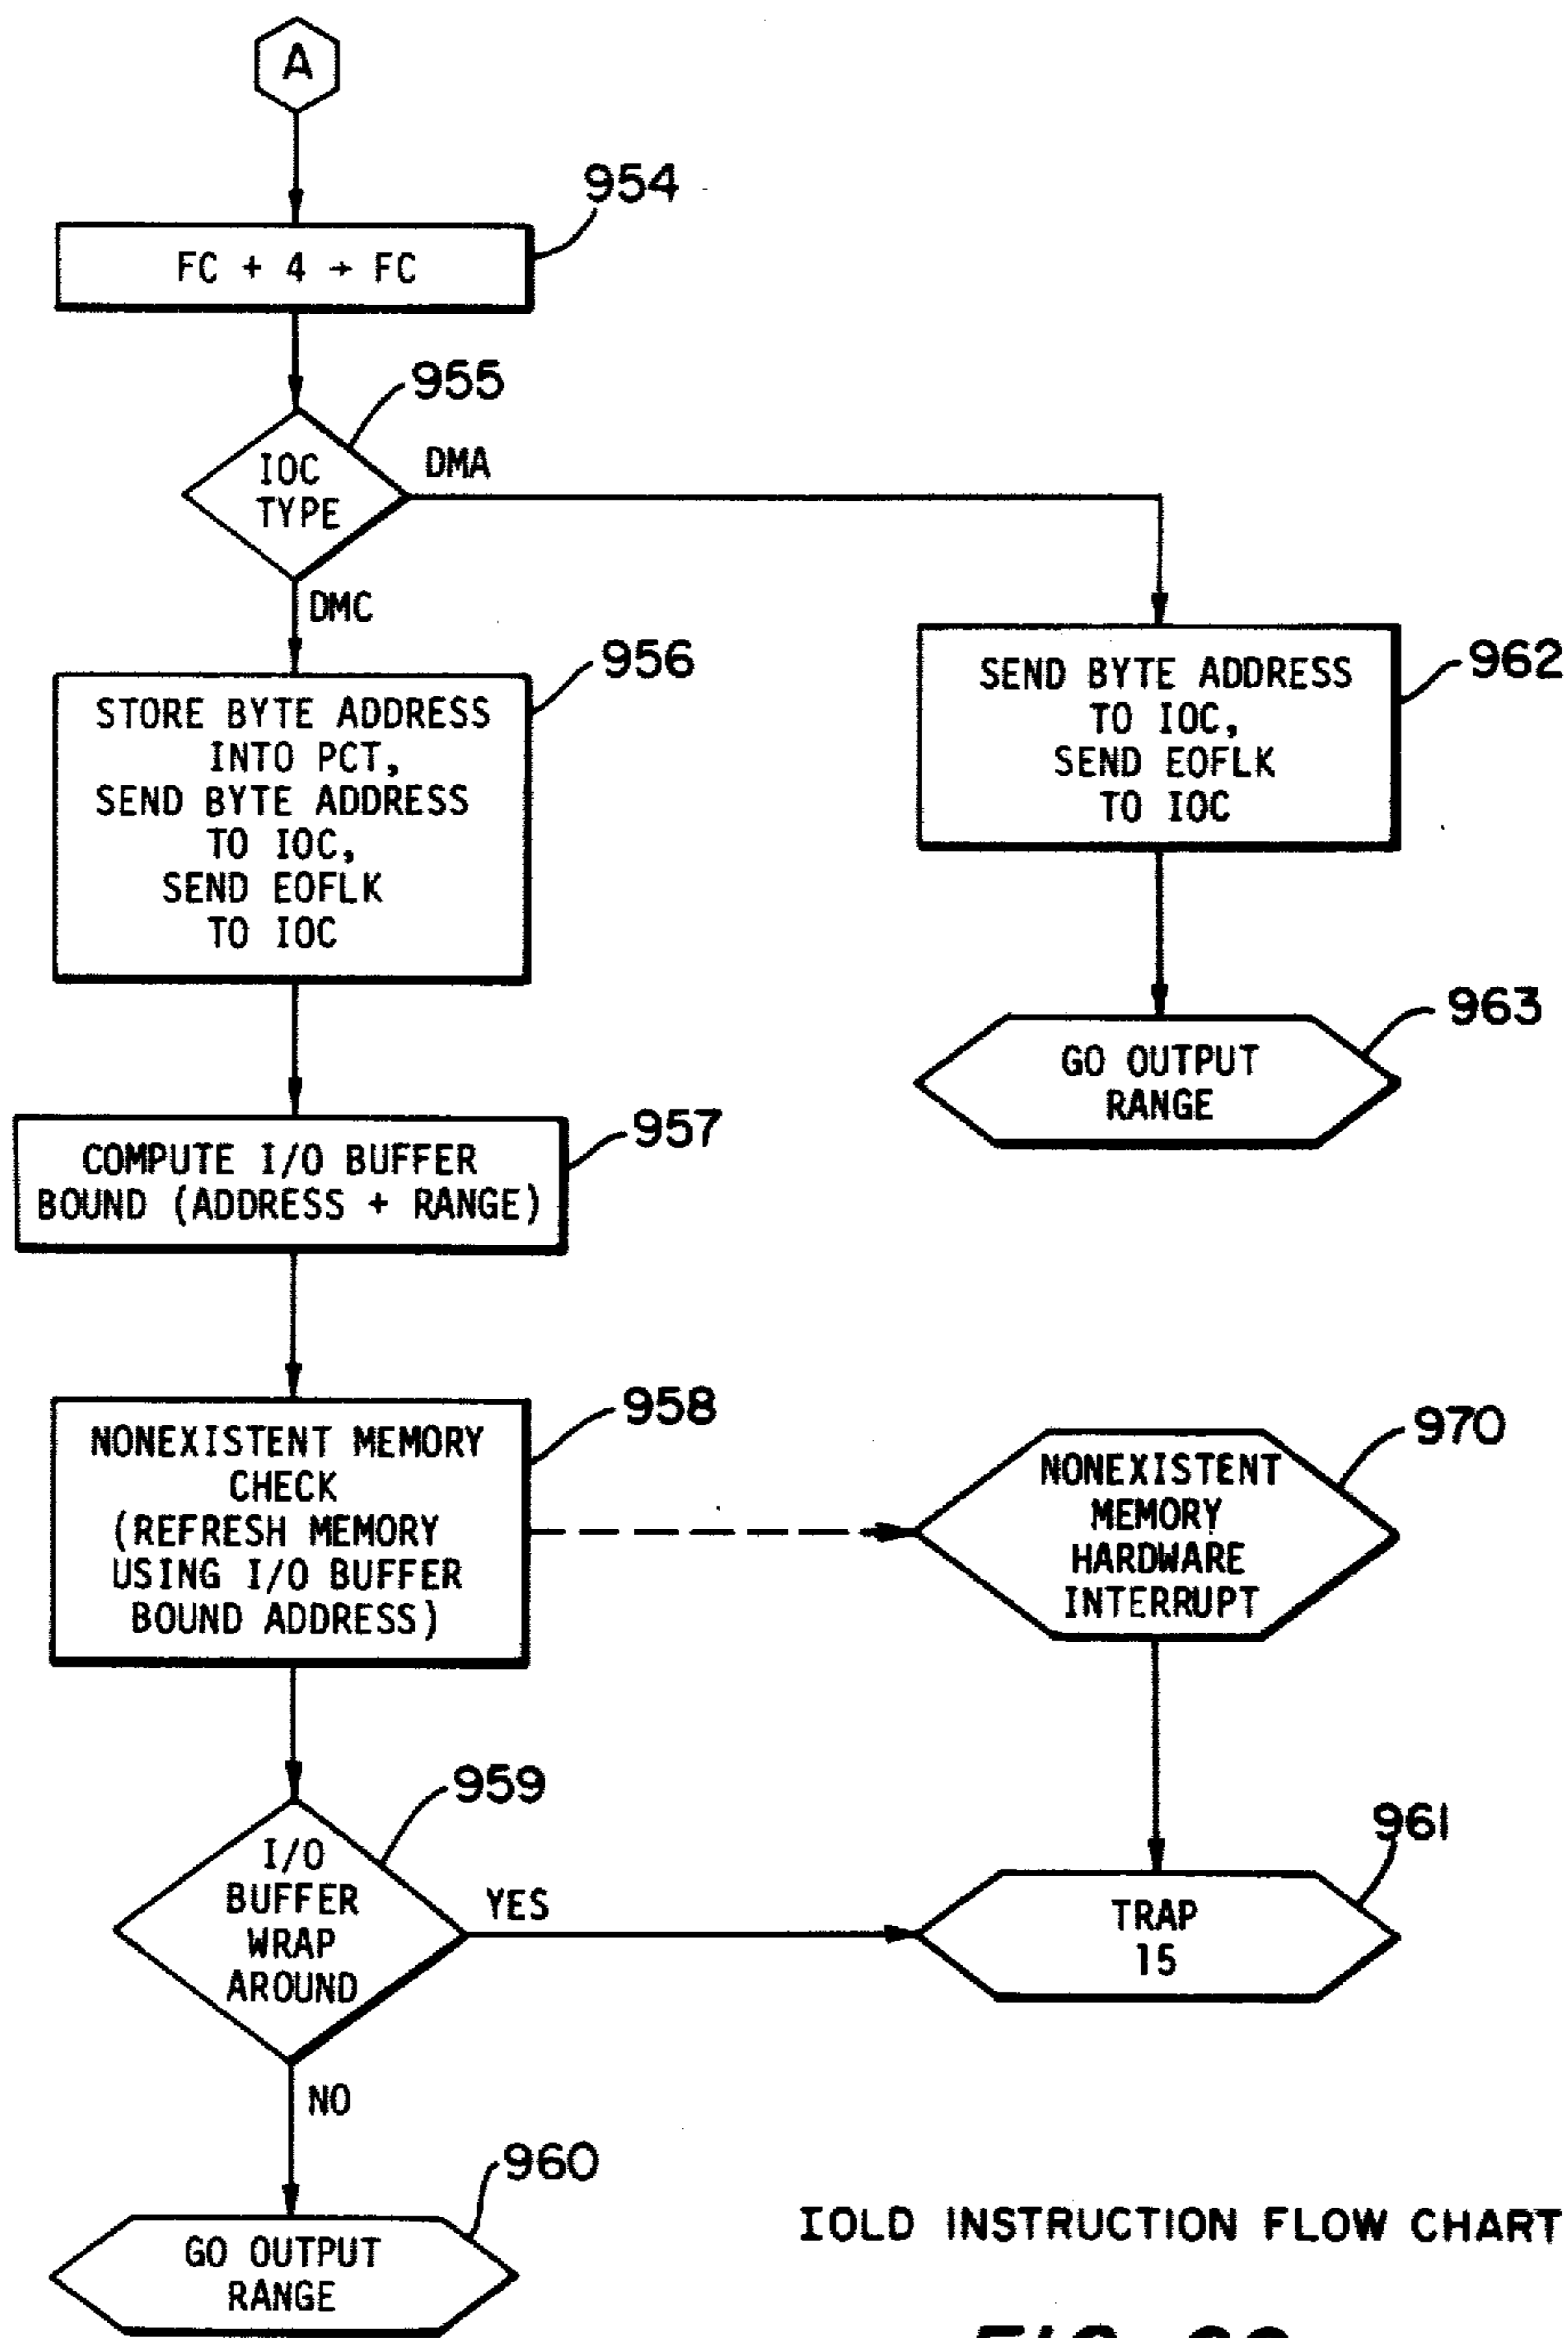 A
954
FC + 4 → FC
955
IOC
TYPE
DMA
DMC
956
STORE BYTE ADDRESS
INTO PCT,
SEND BYTE ADDRESS
TO IOC,
SEND EOFLK
TO IOC
962
SEND BYTE ADDRESS
TO IOC,
SEND EOFLK
TO IOC
963
GO OUTPUT
RANGE
957
COMPUTE I/O BUFFER
BOUND (ADDRESS + RANGE)
958
NONEXISTENT MEMORY
CHECK
(REFRESH MEMORY
USING I/O BUFFER
BOUND ADDRESS)
970
NONEXISTENT
MEMORY
HARDWARE
INTERRUPT
959
I/O
BUFFER
WRAP
AROUND
YES
961
TRAP
15
NO
960
GO OUTPUT
RANGE
IOLD INSTRUCTION FLOW CHART